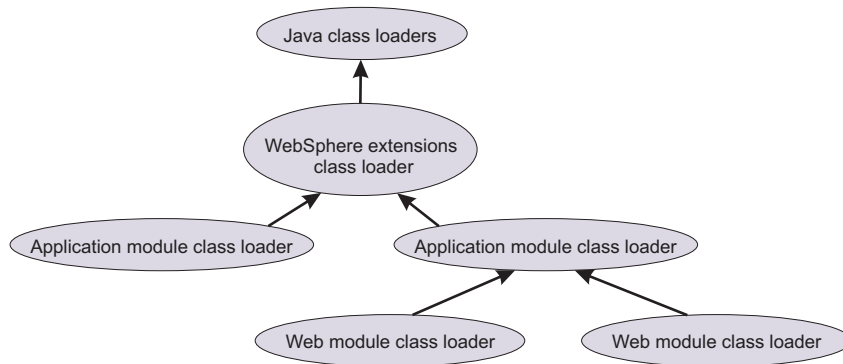 Java class loaders
WebSphere extensions
class loader
Application module class loader
Application module class loader
Web module class loader
Web module class loader